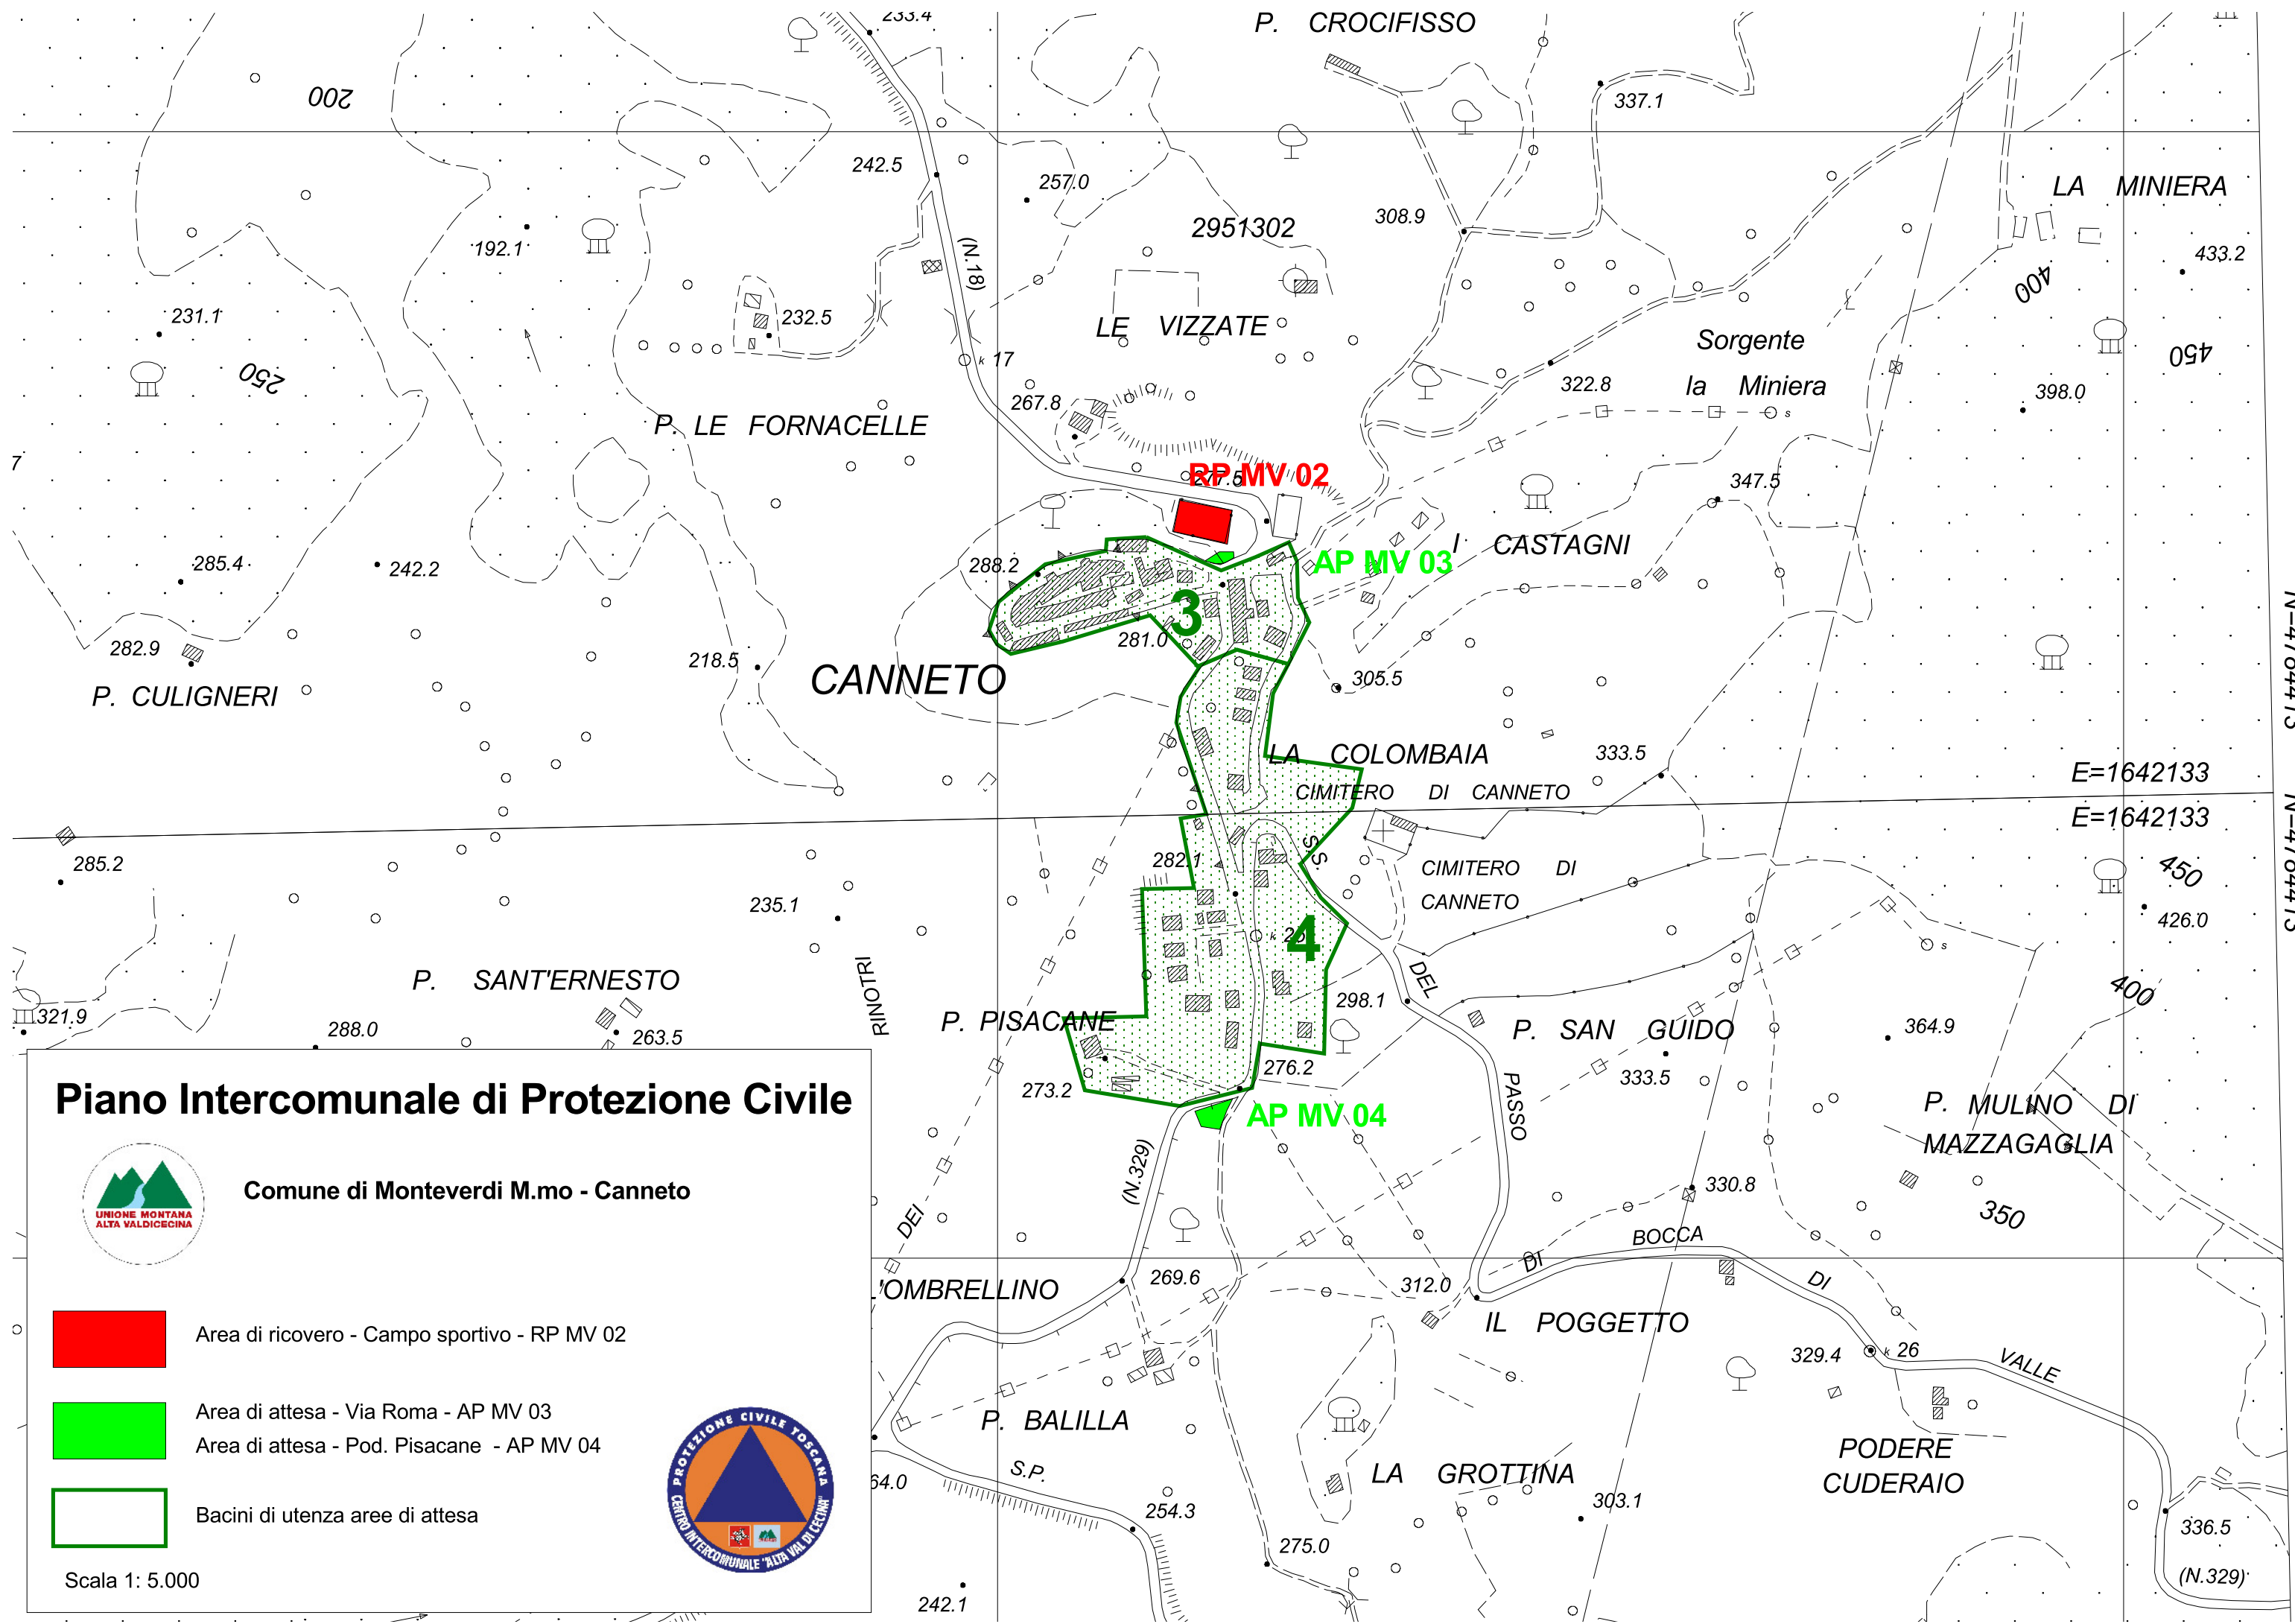 233.4
P. CROCIFISSO
200
337.1
242.5
257.0
LA MINIERA
192.1
(N.18)
2951302
308.9
433.2
400
231.1
232.5
LE VIZZATE
Sorgente
la Miniera
450
250
k 17
322.8
398.0
267.8
P. LE FORNACELLE
s
7
RP MV 02
277.5
347.5
I CASTAGNI
AP MV 03
285.4
242.2
288.2
3
282.9
281.0
218.5
P. CULIGNERI
CANNETO
305.5
LA COLOMBAIA
333.5
CIMITERO DI CANNETO
E=1642133
E=1642133
285.2
282.1
S.S.
CIMITERO DI
CANNETO
450
235.1
426.0
4
k
s
P. SANT'ERNESTO
RINOTRI
DEL
400
321.9
288.0
263.5
P. PISACANE
298.1
P. SAN GUIDO
364.9
273.2
276.2
333.5
PASSO
P. MULINO DI
MAZZAGAGLIA
AP MV 04
(N.329)
330.8
350
DEI
BOCCA
DI
DI
269.6
312.0
'OMBRELLINO
IL POGGETTO
329.4
k 26
VALLE
P. BALILLA
PODERE
CUDERAIO
S.P.
64.0
LA GROTTINA
303.1
254.3
275.0
336.5
(N.329)
242.1
Piano Intercomunale di Protezione Civile
UNIONE MONTANA
ALTA VALDICECINA
Comune di Monteverdi M.mo - Canneto
Area di ricovero - Campo sportivo - RP MV 02
Area di attesa - Via Roma - AP MV 03
Area di attesa - Pod. Pisacane - AP MV 04
Bacini di utenza aree di attesa
Scala 1: 5.000
PROTEZIONE CIVILE TOSCANA
CENTRO INTERCOMUNALE "ALTA VAL DI CECINA"